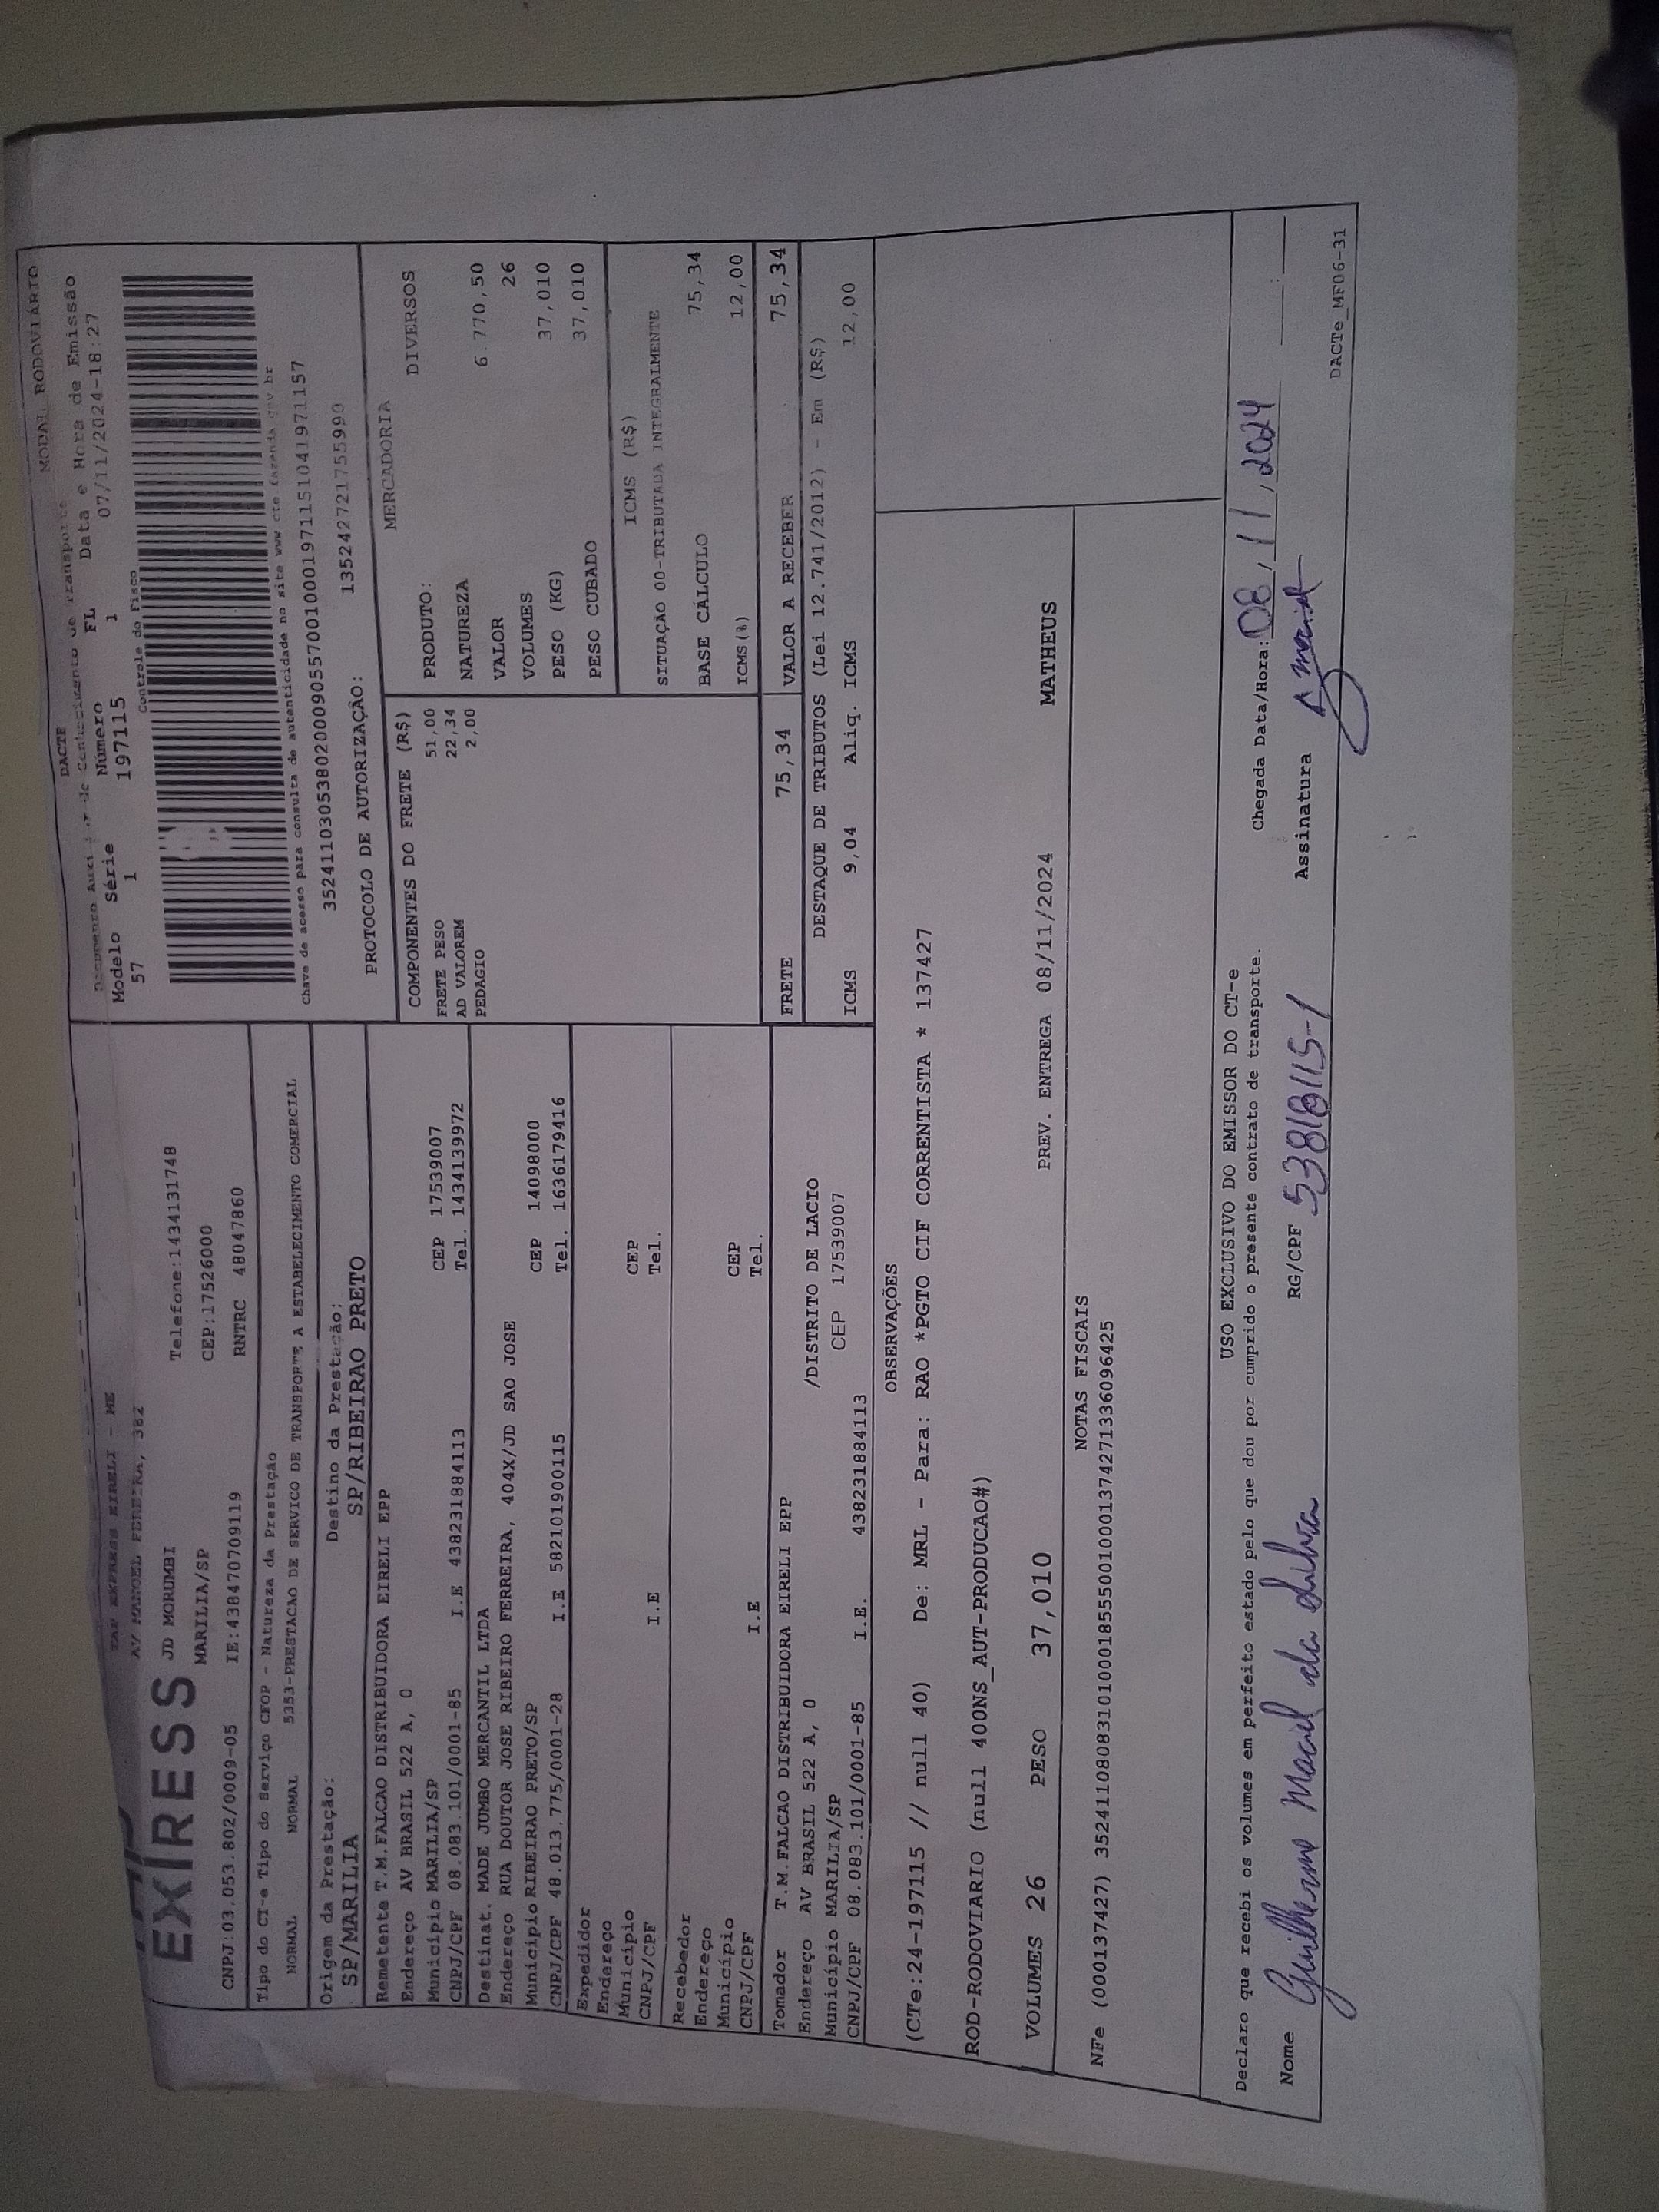 EXPRESS
TAF EXPRESS EIRELI - ME
AV MANOEL PEREIRA, 382
JD MORUMBI Telefone:1434131748
MARILIA/SP CEP:17526000
CNPJ:03.053.802/0009-05 IE:438470709119 RNTRC 48047860
DACTE MODAL RODOVIÁRIO
Documento Auxiliar de Conhecimento de Transporte
Modelo Série Número FL Data e Hora de Emissão
57 1 197115 1 07/11/2024-18:27
Controle do Fisco
Chave de acesso para consulta de autenticidade no site www cte fazenda gov.br
35241103053802000905570010001971151041971157
PROTOCOLO DE AUTORIZAÇÃO: 135242721755990
Tipo do CT-e Tipo do Serviço CFOP - Natureza da Prestação
NORMAL NORMAL 5353-PRESTACAO DE SERVICO DE TRANSPORTE A ESTABELECIMENTO COMERCIAL
Origem da Prestação: Destino da Prestação:
SP/MARILIA SP/RIBEIRAO PRETO
Remetente T.M.FALCAO DISTRIBUIDORA EIRELI EPP
Endereço AV BRASIL 522 A, 0
Município MARILIA/SP CEP 17539007
CNPJ/CPF 08.083.101/0001-85 I.E 438231884113 Tel. 1434139972
Destinat. MADE JUMBO MERCANTIL LTDA
Endereço RUA DOUTOR JOSE RIBEIRO FERREIRA, 404X/JD SAO JOSE
Município RIBEIRAO PRETO/SP CEP 14098000
CNPJ/CPF 48.013.775/0001-28 I.E 582101900115 Tel. 1636179416
Expedidor
Endereço
Município CEP
CNPJ/CPF I.E Tel.
Recebedor
Endereço
Município CEP
CNPJ/CPF I.E Tel.
Tomador T.M.FALCAO DISTRIBUIDORA EIRELI EPP
Endereço AV BRASIL 522 A, 0 /DISTRITO DE LACIO
Município MARILIA/SP CEP 17539007
CNPJ/CPF 08.083.101/0001-85 I.E. 438231884113
COMPONENTES DO FRETE (R$)
FRETE PESO 51,00
AD VALOREM 22,34
PEDAGIO 2,00
MERCADORIA
PRODUTO: DIVERSOS
NATUREZA
VALOR 6.770,50
VOLUMES 26
PESO (KG) 37,010
PESO CUBADO 37,010
ICMS (R$)
SITUAÇÃO 00-TRIBUTADA INTEGRALMENTE
BASE CÁLCULO 75,34
ICMS(%) 12,00
FRETE 75,34 VALOR A RECEBER 75,34
DESTAQUE DE TRIBUTOS (Lei 12.741/2012) - Em (R$)
ICMS 9,04 Aliq. ICMS 12,00
OBSERVAÇÕES
(CTe:24-197115 // null 40) De: MRL - Para: RAO *PGTO CIF CORRENTISTA * 137427
ROD-RODOVIARIO (null 400NS_AUT-PRODUCAO#)
VOLUMES 26 PESO 37,010 PREV. ENTREGA 08/11/2024 MATHEUS
NOTAS FISCAIS
NFe (000137427) 35241108083101000185550010001374271336096425
USO EXCLUSIVO DO EMISSOR DO CT-e
Declaro que recebi os volumes em perfeito estado pelo que dou por cumprido o presente contrato de transporte. Chegada Data/Hora: 08/11/2024 :
Nome Guilherme Maciel da Silva RG/CPF 53818115-1 Assinatura
DACTe_MF06-31